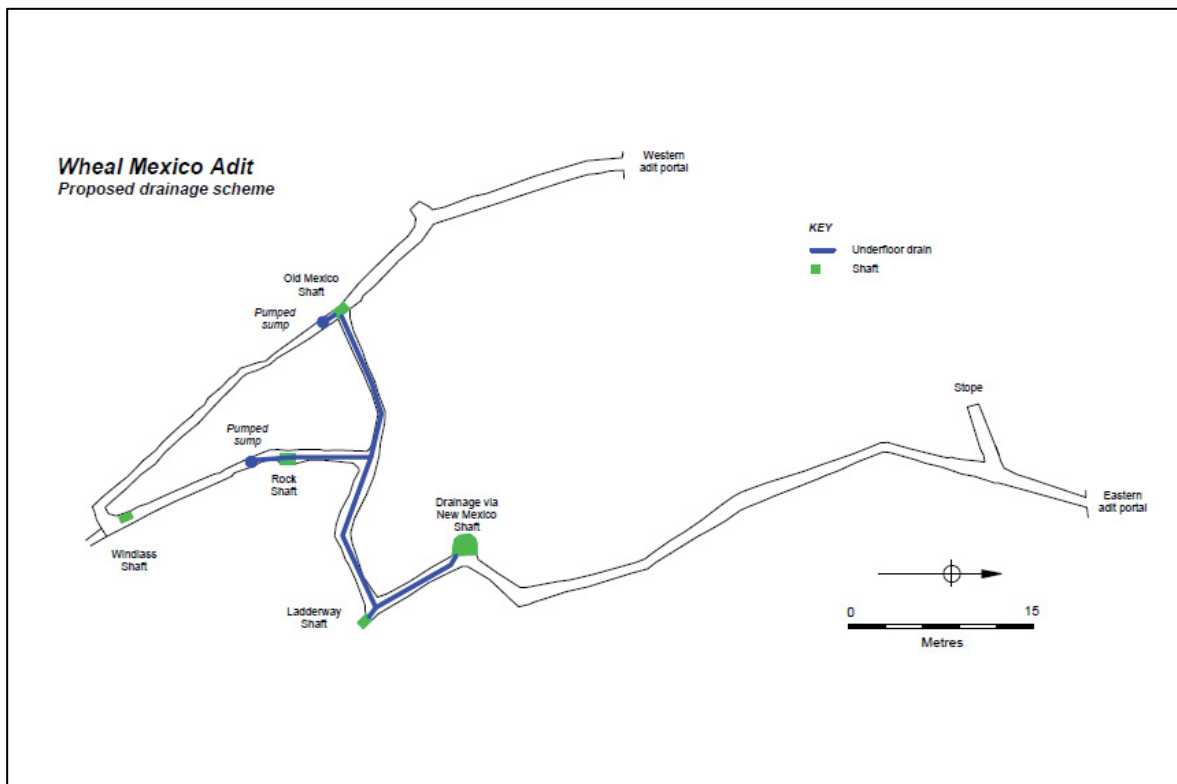 Wheal Mexico Adit
Proposed drainage scheme
Western
adit portal
KEY
Underfloor drain
Shaft
Old Mexico
Shaft
Pumped
sump
Stope
Pumped
sump
Rock
Shaft
Drainage via
New Mexico
Shaft
Eastern
adit portal
Windlass
Shaft
Ladderway
Shaft
0 15
Metres